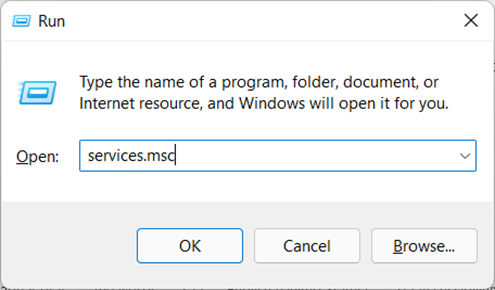 Run
Type the name of a program, folder, document, or
Internet resource, and Windows will open it for you.
Open: services.msc
OK Cancel Browse...